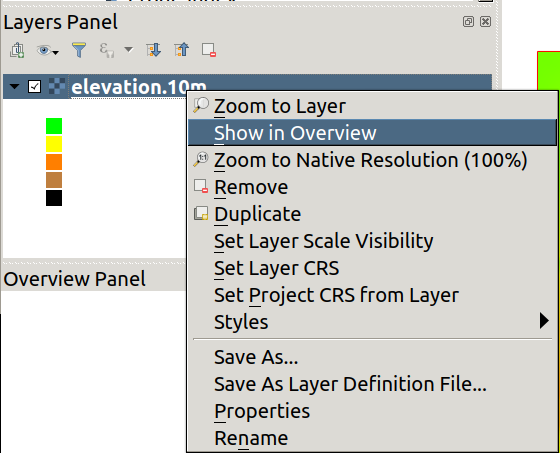 Layers Panel
elevation.10m
Zoom to Layer
Show in Overview
Zoom to Native Resolution (100%)
Remove
Duplicate
Set Layer Scale Visibility
Set Layer CRS
Set Project CRS from Layer
Styles
Save As...
Save As Layer Definition File...
Properties
Rename
Overview Panel